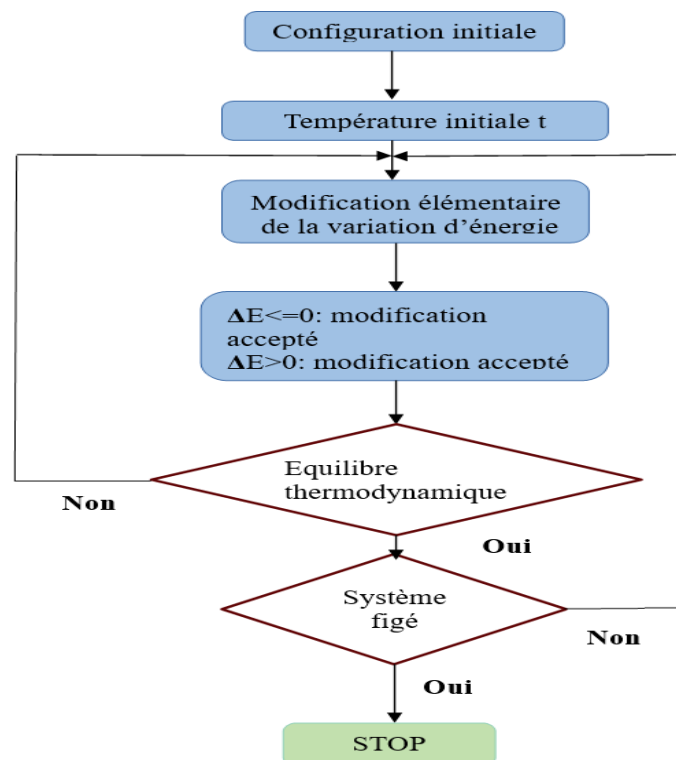 Configuration initiale
Température initiale t
Modification élémentaire
de la variation d’énergie
ΔE<=0: modification
accepté
ΔE>0: modification accepté
Equilibre
thermodynamique
Non
Oui
Système
figé
Non
Oui
STOP